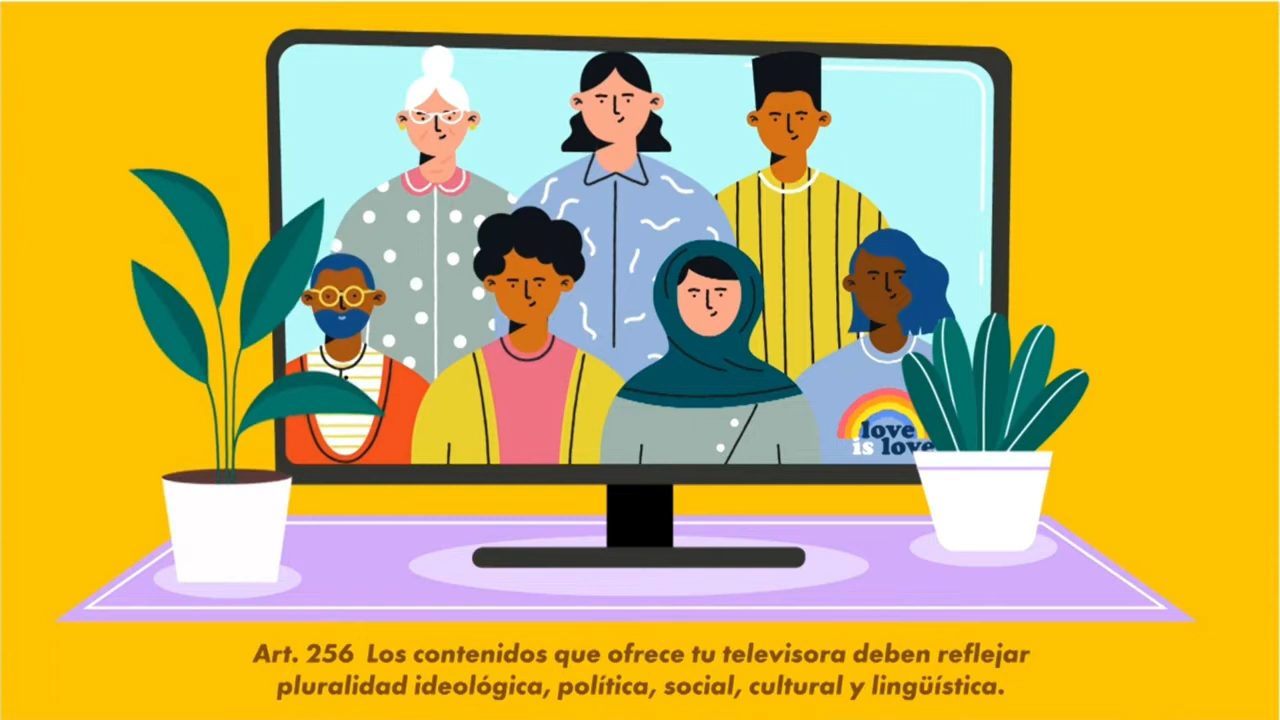 love
is love
Art. 256 Los contenidos que ofrece tu televisora deben reflejar
pluralidad ideológica, política, social, cultural y lingüística.